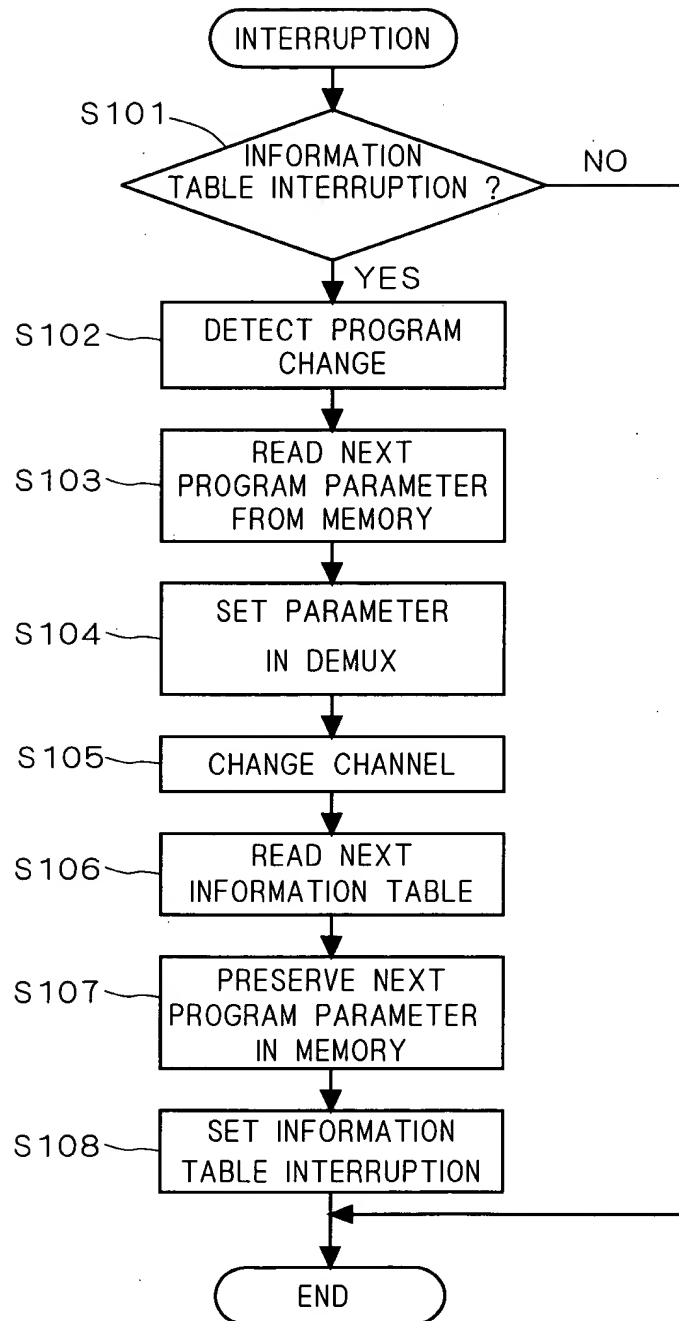 INTERRUPTION
S101
INFORMATION
TABLE INTERRUPTION ?
NO
YES
S102
DETECT PROGRAM
CHANGE
S103
READ NEXT
PROGRAM PARAMETER
FROM MEMORY
S104
SET PARAMETER
IN DEMUX
S105
CHANGE CHANNEL
S106
READ NEXT
INFORMATION TABLE
S107
PRESERVE NEXT
PROGRAM PARAMETER
IN MEMORY
S108
SET INFORMATION
TABLE INTERRUPTION
END